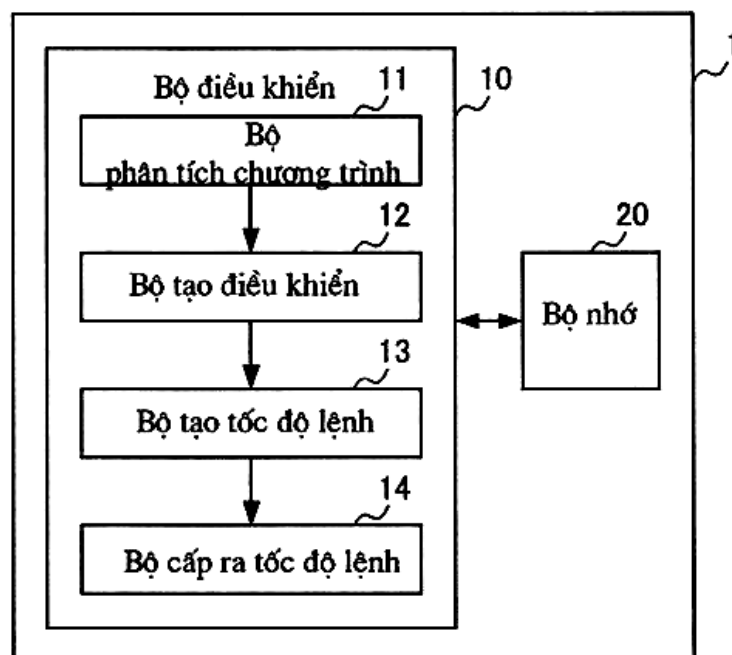 1
Bộ điều khiển
11
10
Bộ
phân tích chương trình
12
Bộ tạo điều khiển
20
Bộ nhớ
13
Bộ tạo tốc độ lệnh
14
Bộ cấp ra tốc độ lệnh